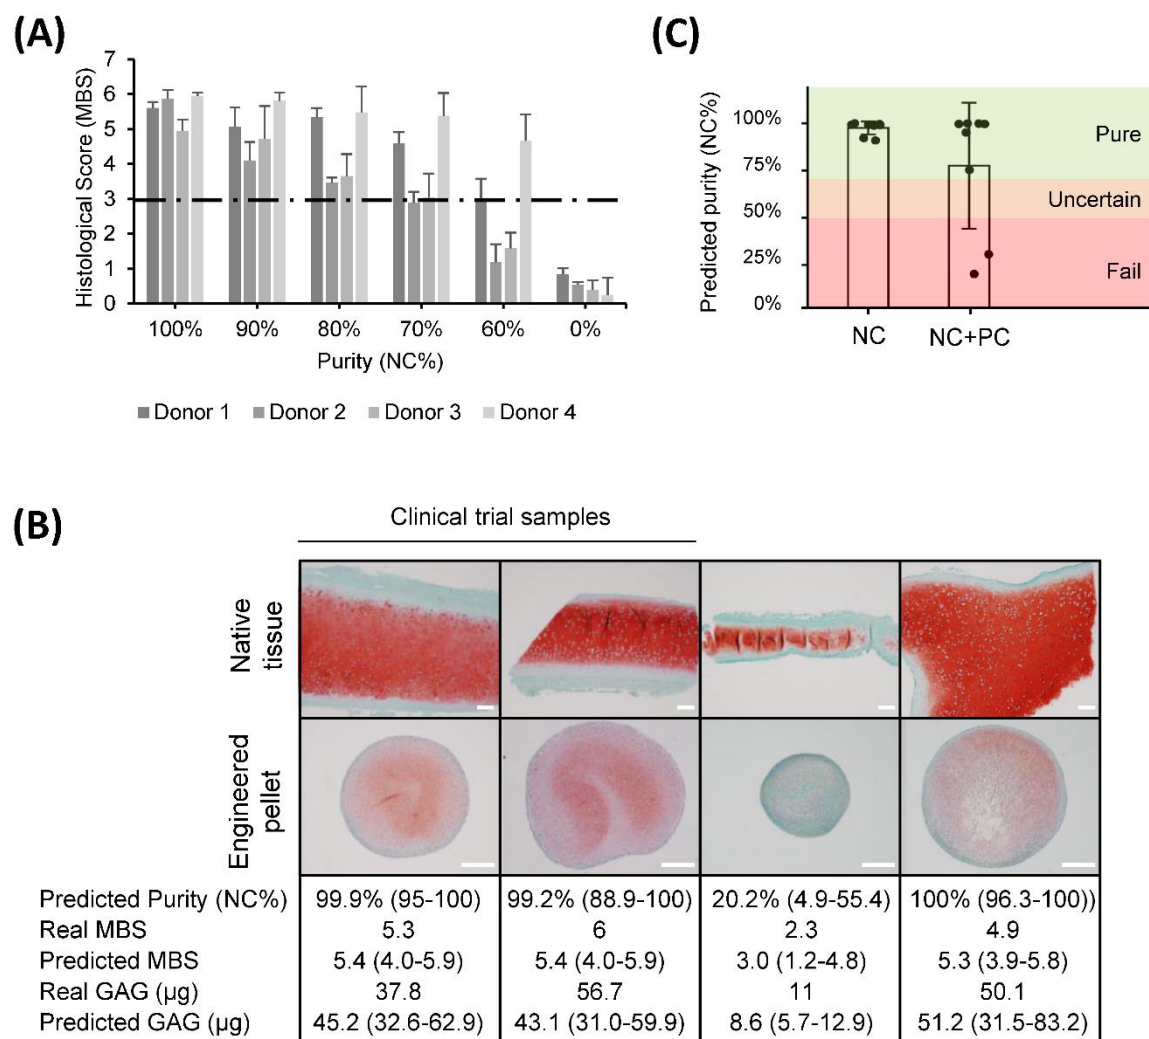 (A)
Histological Score (MBS)
7
6
5
4
3
2
1
0
100% 90% 80% 70% 60% 0%
Purity (NC%)
Donor 1 Donor 2 Donor 3 Donor 4
(C)
Predicted purity (NC%)
100%
75%
50%
25%
0%
Pure
Uncertain
Fail
NC NC+PC
(B)
Clinical trial samples
Native
tissue
Engineered
pellet
Predicted Purity (NC%) 99.9% (95-100) 99.2% (88.9-100) 20.2% (4.9-55.4) 100% (96.3-100))
Real MBS 5.3 6 2.3 4.9
Predicted MBS 5.4 (4.0-5.9) 5.4 (4.0-5.9) 3.0 (1.2-4.8) 5.3 (3.9-5.8)
Real GAG (µg) 37.8 56.7 11 50.1
Predicted GAG (µg) 45.2 (32.6-62.9) 43.1 (31.0-59.9) 8.6 (5.7-12.9) 51.2 (31.5-83.2)